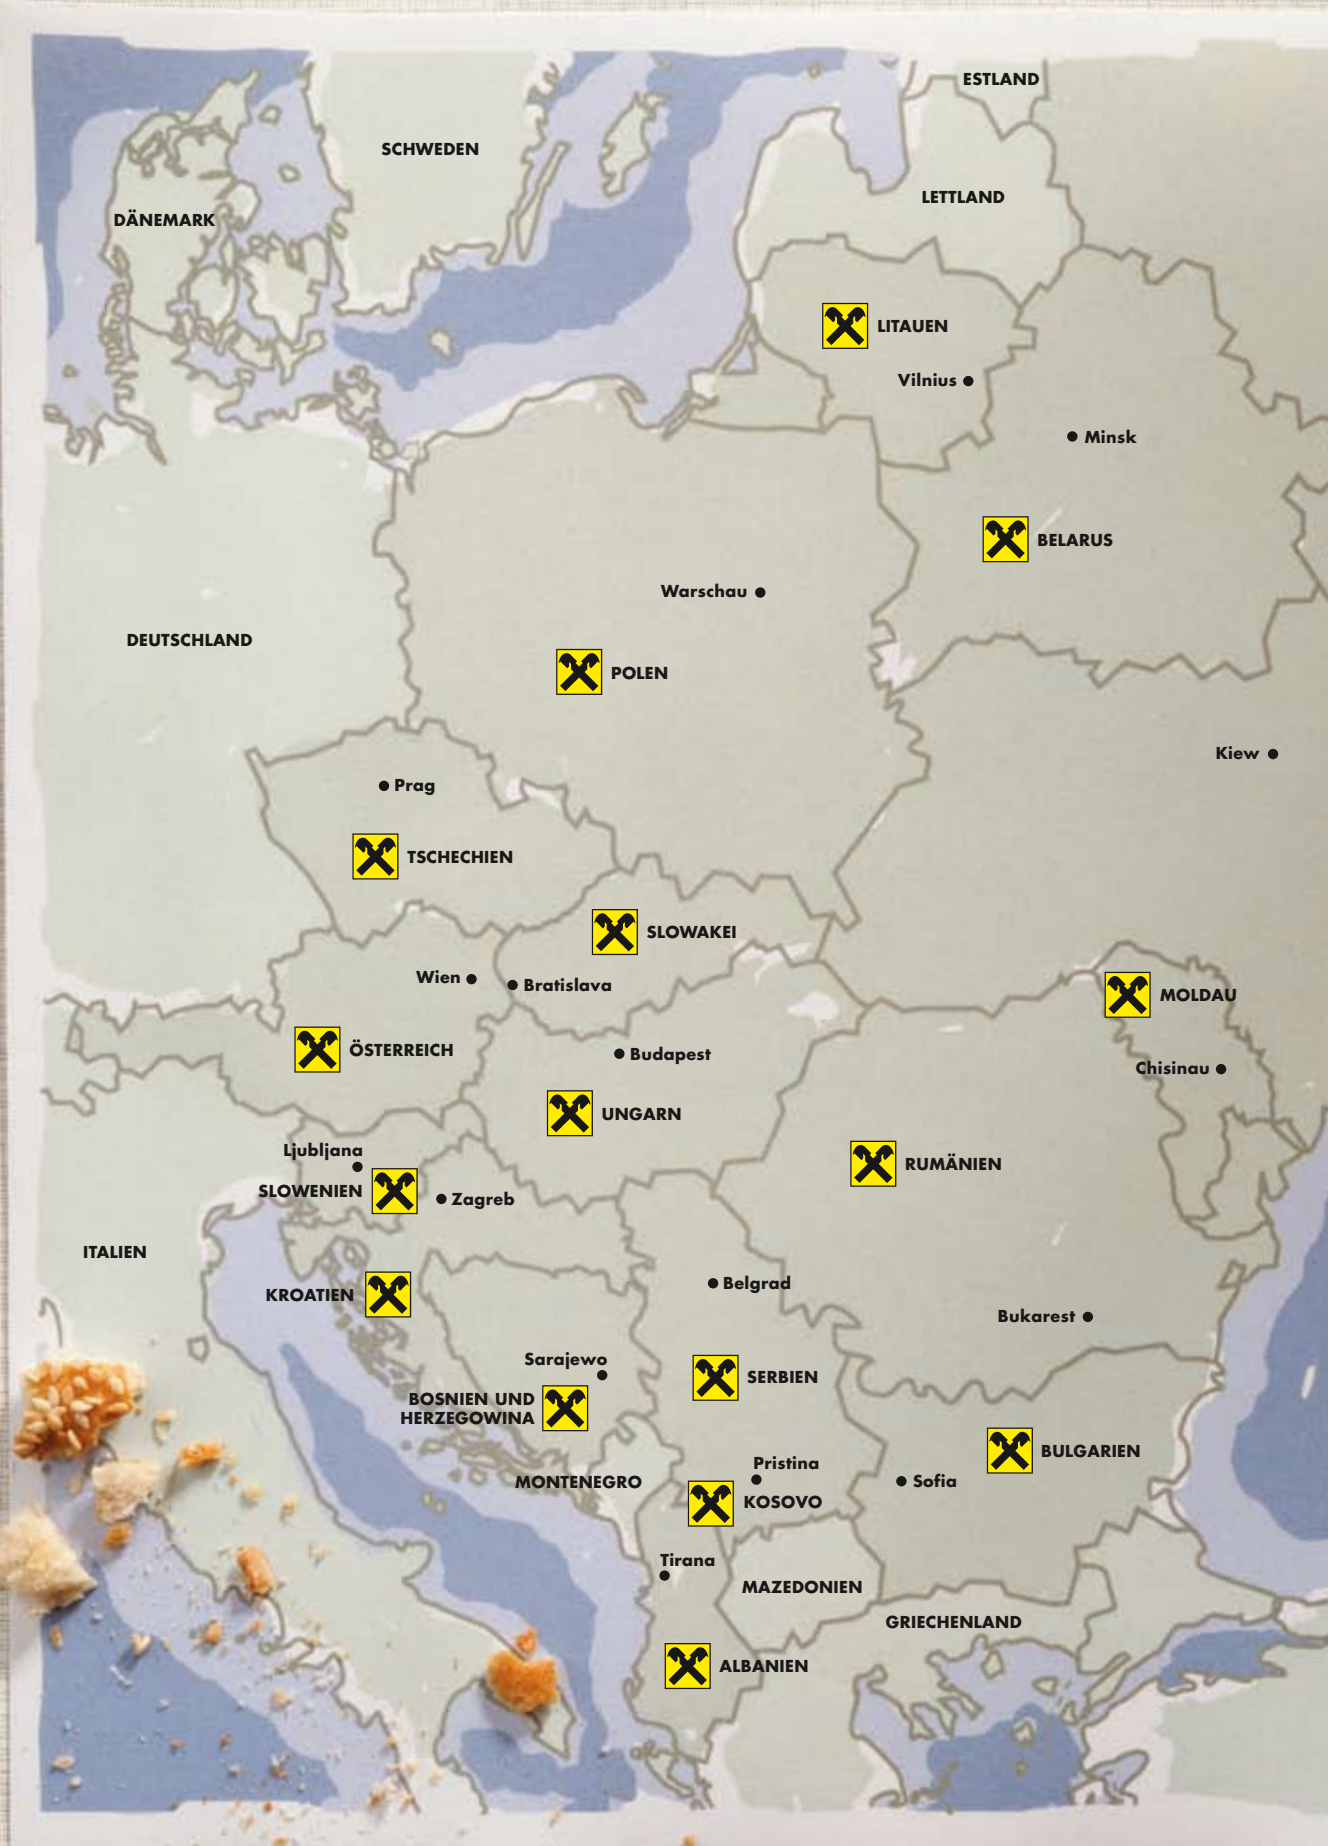 ESTLAND
SCHWEDEN
LETTLAND
DÄNEMARK
LITAUEN
Vilnius
Minsk
BELARUS
Warschau
DEUTSCHLAND
POLEN
Kiew
Prag
TSCHECHIEN
SLOWAKEI
Wien
Bratislava
MOLDAU
ÖSTERREICH
Budapest
Chisinau
UNGARN
Ljubljana
RUMÄNIEN
SLOWENIEN
Zagreb
ITALIEN
Belgrad
KROATIEN
Bukarest
Sarajewo
SERBIEN
BOSNIEN UND
HERZEGOWINA
BULGARIEN
Pristina
MONTENEGRO
Sofia
KOSOVO
Tirana
MAZEDONIEN
GRIECHENLAND
ALBANIEN